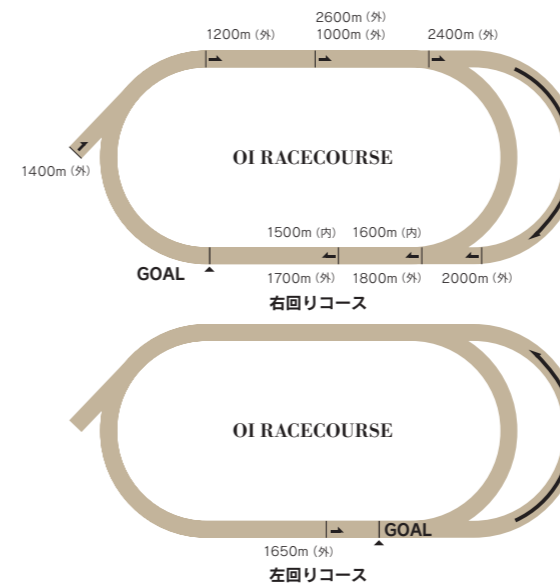 2600m (外)
1200m (外)
1000m (外)
2400m (外)
OI RACECOURSE
1400m (外)
1500m (内)
1600m (内)
GOAL
1700m (外)
1800m (外)
2000m (外)
右回りコース
OI RACECOURSE
GOAL
1650m (外)
左回りコース